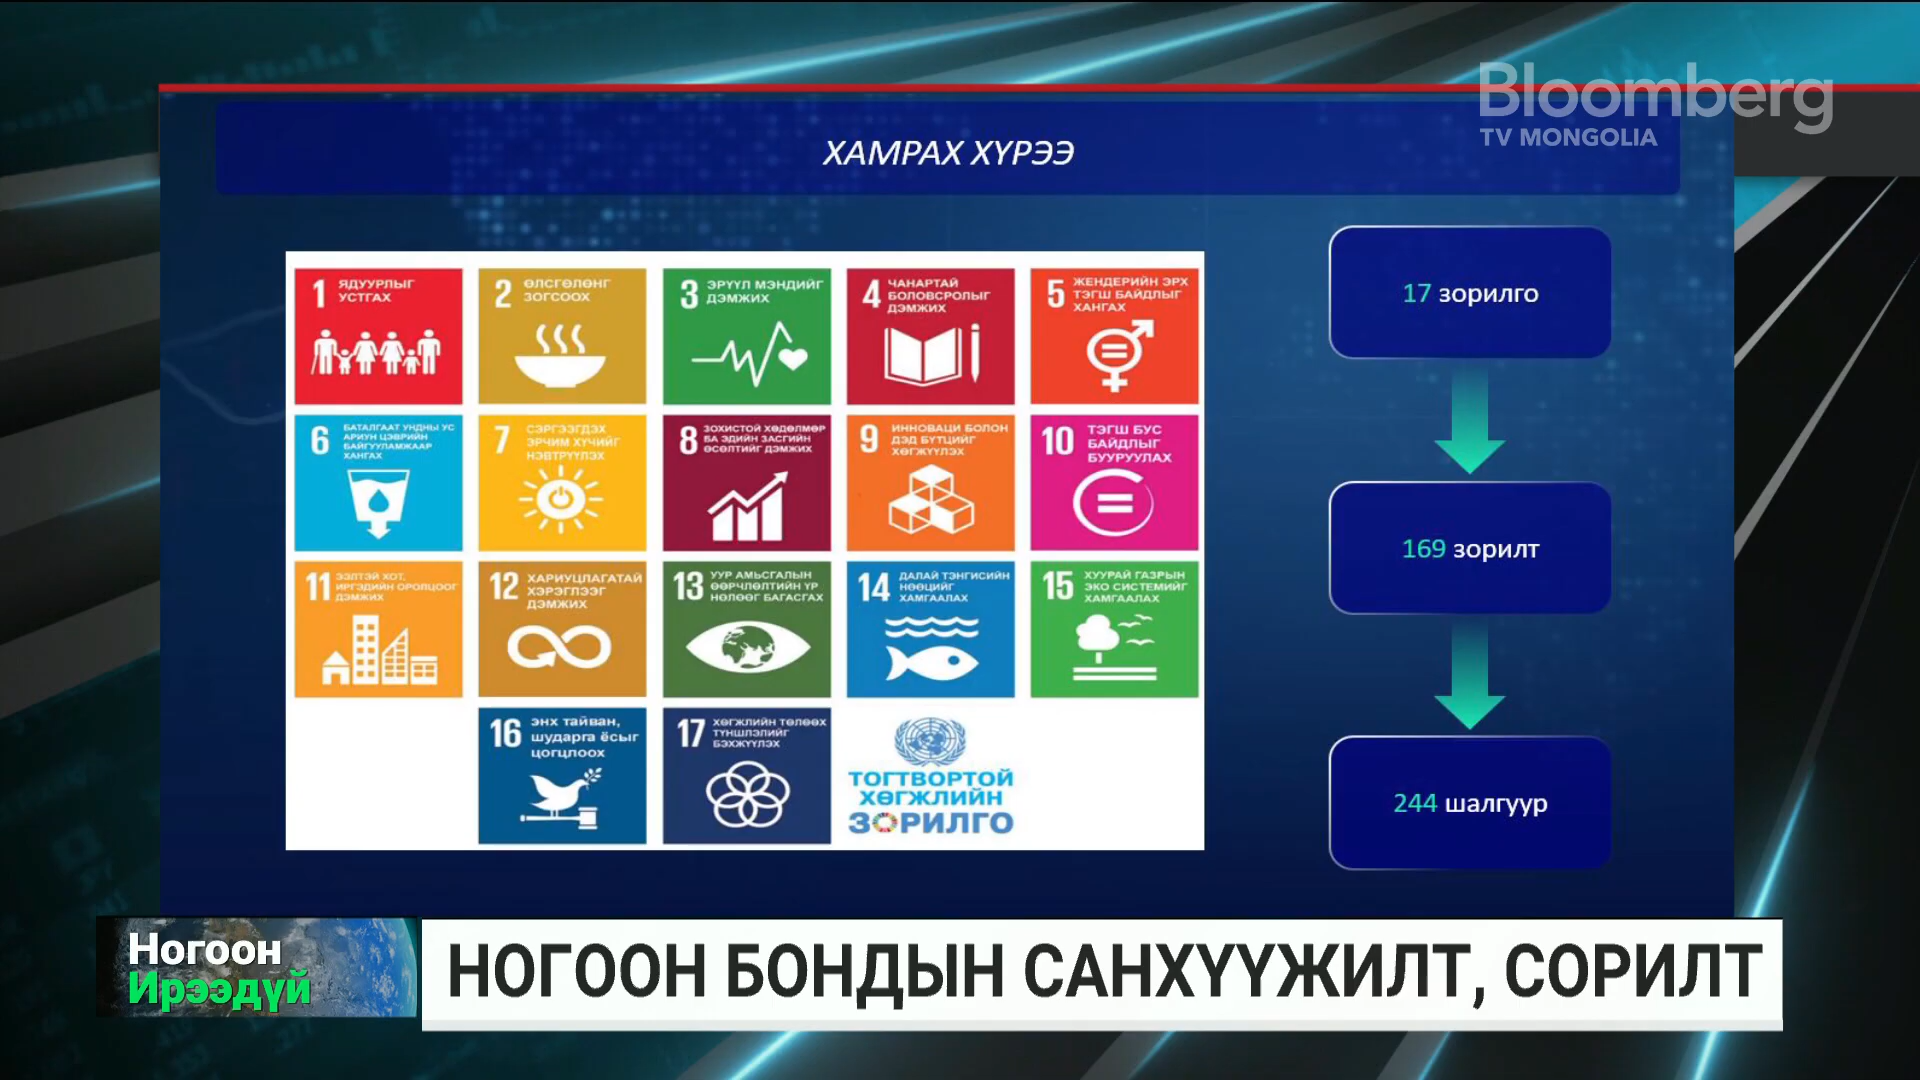 Bloomberg
TV MONGOLIA
ХАМРАХ ХҮРЭЭ
1 ЯДУУРЛЫГ
УСТГАХ
2 ӨЛСГӨЛӨНГ
ЗОГСООХ
3 ЭРҮҮЛ МЭНДИЙГ
ДЭМЖИХ
4 ЧАНАРТАЙ
БОЛОВСРОЛЫГ
ДЭМЖИХ
5 ЖЕНДЕРИЙН ЭРХ
ТЭГШ БАЙДЛЫГ
ХАНГАХ
6 БАТАЛГААТ УНДНЫ УС
АРИУН ЦЭВРИЙН
БАЙГУУЛАМЖААР
ХАНГАХ
7 СЭРГЭЭГДЭХ
ЭРЧИМ ХҮЧИЙГ
НЭВТРҮҮЛЭХ
8 ЗОХИСТОЙ ХӨДӨЛМӨР
БА ЭДИЙН ЗАСГИЙН
ӨСӨЛТИЙГ ДЭМЖИХ
9 ИННОВАЦИ БОЛОН
ДЭД БҮТЦИЙГ
ХӨГЖҮҮЛЭХ
10 ТЭГШ БУС
БАЙДЛЫГ
БУУРУУЛАХ
11 ЭЭЛТЭЙ ХОТ,
ИРГЭДИЙН ОРОЛЦООГ
ДЭМЖИХ
12 ХАРИУЦЛАГАТАЙ
ХЭРЭГЛЭЭГ
ДЭМЖИХ
13 УУР АМЬСГАЛЫН
ӨӨРЧЛӨЛТИЙН ҮР
НӨЛӨӨГ БАГАСГАХ
14 ДАЛАЙ ТЭНГИСИЙН
НӨӨЦИЙГ
ХАМГААЛАХ
15 ХУУРАЙ ГАЗРЫН
ЭКО СИСТЕМИЙГ
ХАМГААЛАХ
16 ЭНХ ТАЙВАН,
ШУДАРГА ЁСЫГ
ЦОГЦЛООХ
17 ХӨГЖЛИЙН ТӨЛӨӨХ
ТҮНШЛЭЛИЙГ
БЭХЖҮҮЛЭХ
ТОГТВОРТОЙ
ХӨГЖЛИЙН
ЗОРИЛГО
17 зорилго
169 зорилт
244 шалгуур
Ногоон
Ирээдүй
НОГООН БОНДЫН САНХҮҮЖИЛТ, СОРИЛТ